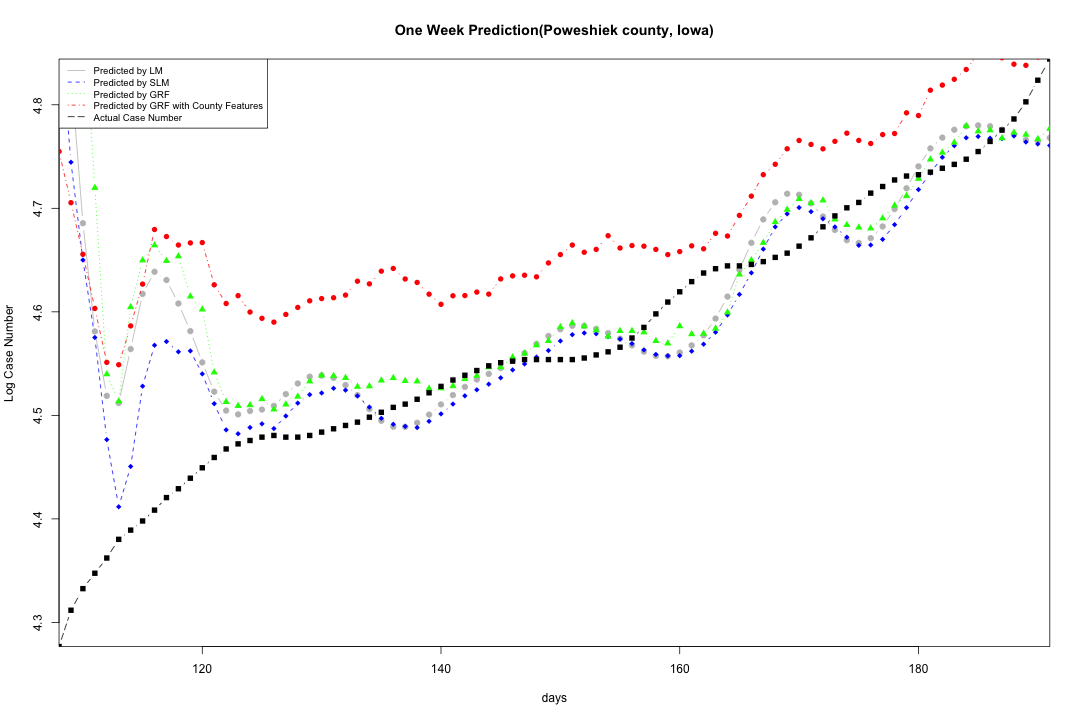 One Week Prediction(Poweshiek county, Iowa)
Predicted by LM
Predicted by SLM
Predicted by GRF
Predicted by GRF with County Features
Actual Case Number
Log Case Number
4.8
4.7
4.6
4.5
4.4
4.3
120 140 160 180
days